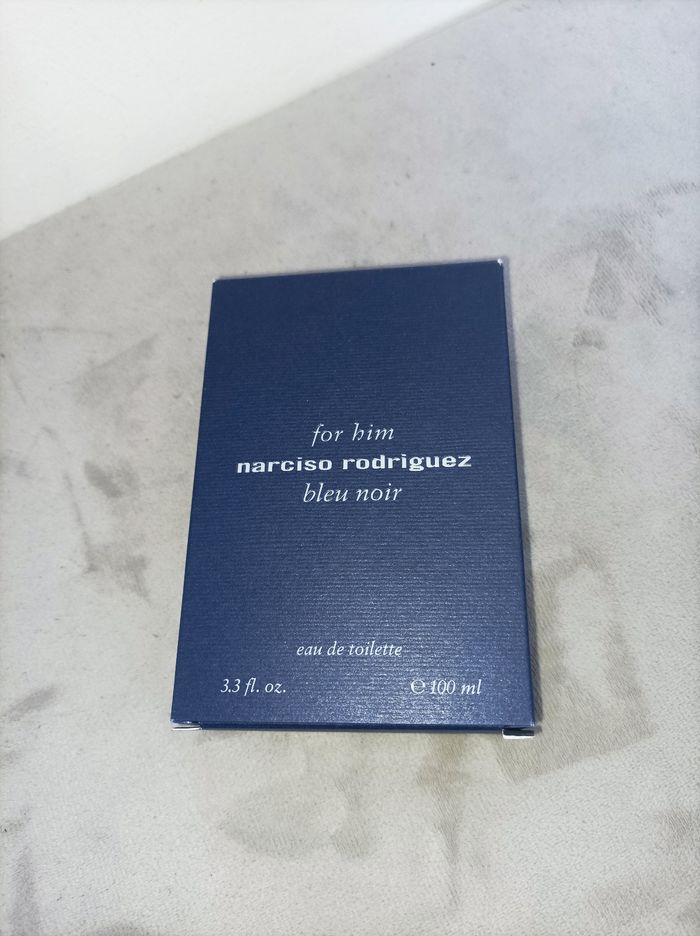 for him
narciso rodriguez
bleu noir
eau de toilette
3.3 fl. oz. ℮ 100 ml